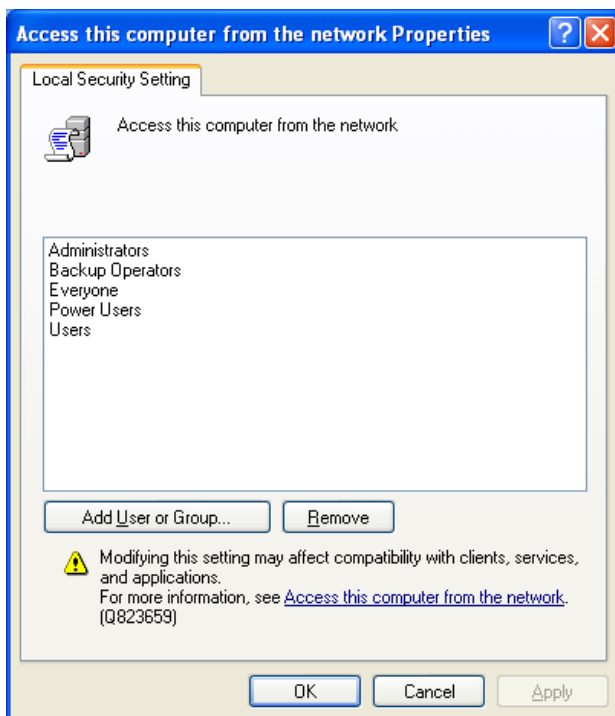 Access this computer from the network Properties
Local Security Setting
Access this computer from the network
Administrators
Backup Operators
Everyone
Power Users
Users
Add User or Group...
Remove
Modifying this setting may affect compatibility with clients, services,
and applications.
For more information, see Access this computer from the network.
(Q823659)
OK
Cancel
Apply